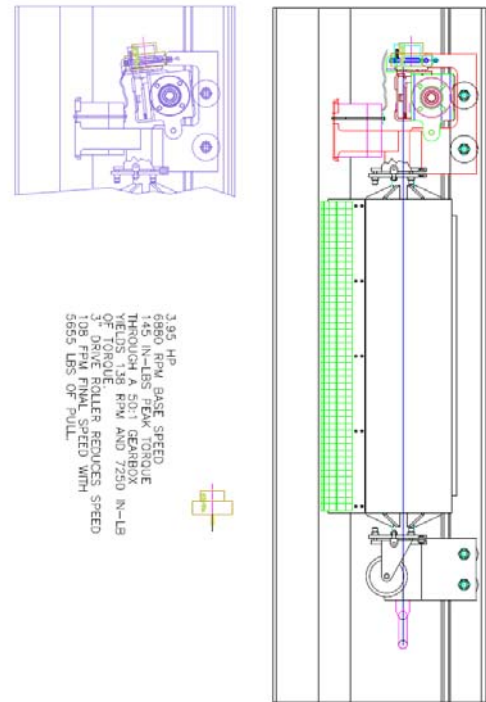 3.95 HP
6880 RPM BASE SPEED
145 IN-LBS PEAK TORQUE
THROUGH A 50:1 GEARBOX
YIELDS 138 RPM AND 7250 IN-LB
OF TORQUE.
3" DRIVE ROLLER REDUCES SPEED
108 FPM FINAL SPEED WITH
5665 LBS OF PULL.